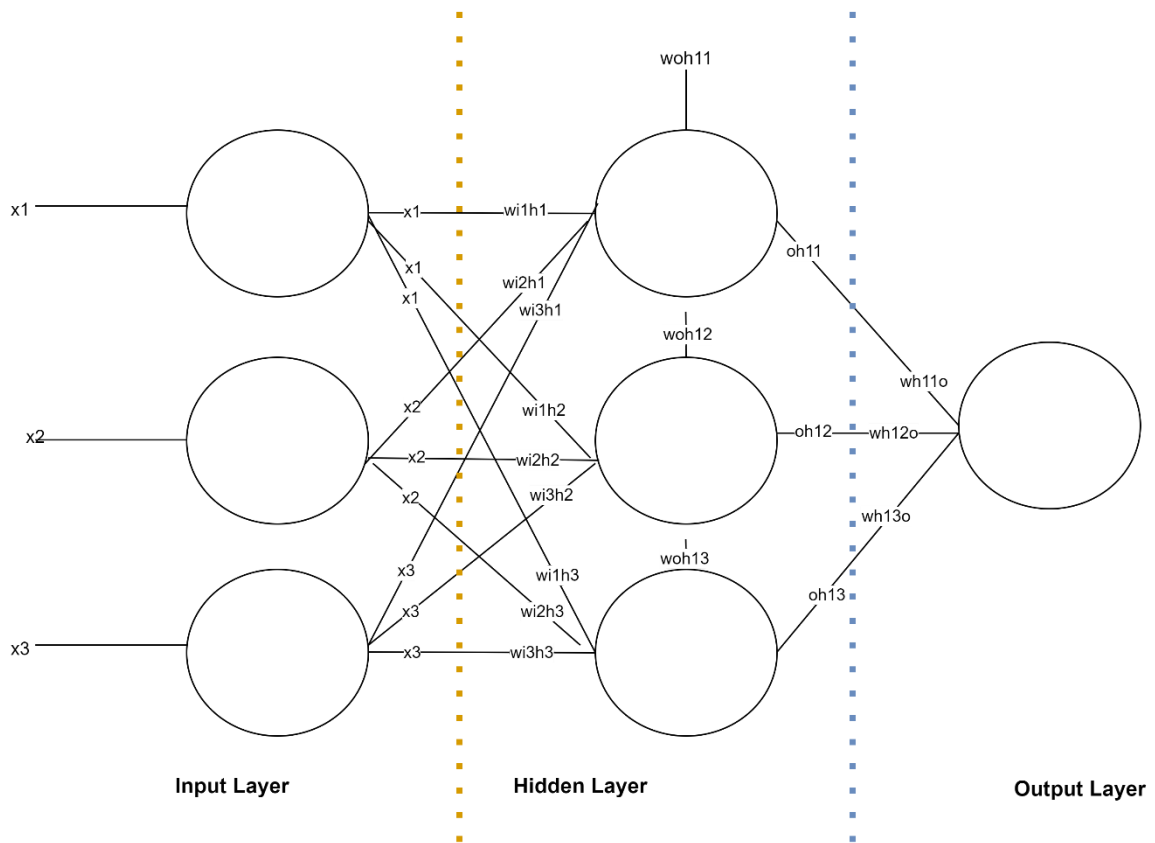 woh11
x1
x1
wi1h1
oh11
x1
wi2h1
x1
wi3h1
woh12
wh11o
x2
x2
wi1h2
oh12
wh12o
x2
wi2h2
x2
wi3h2
wh13o
woh13
x3
wi1h3
oh13
x3
wi2h3
x3
x3
wi3h3
Input Layer
Hidden Layer
Output Layer